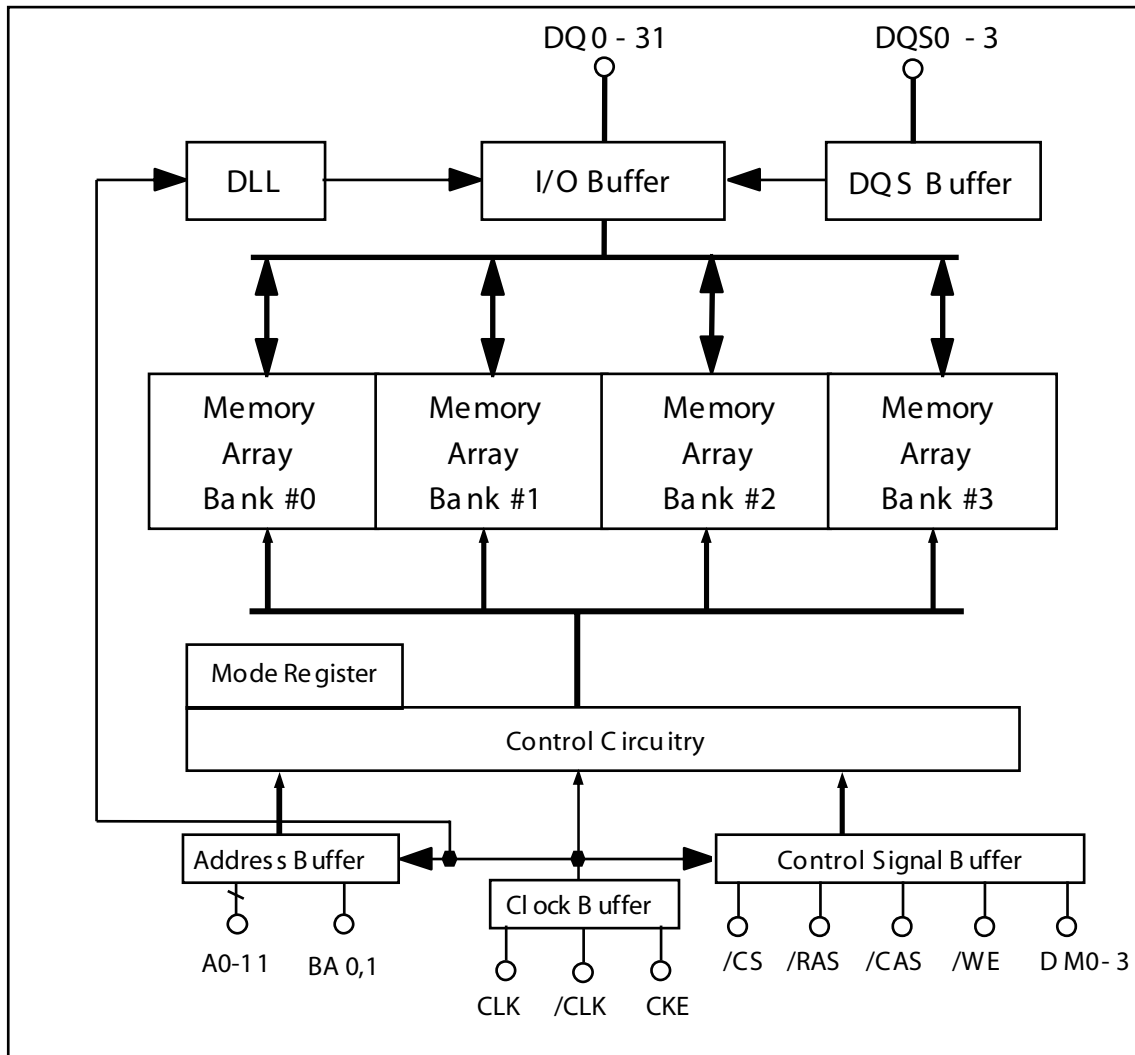 DQ0 - 31
DQS0 - 3
DLL
I/O Buffer
DQS Buffer
Memory
Array
Bank #0
Memory
Array
Bank #1
Memory
Array
Bank #2
Memory
Array
Bank #3
Mode Register
Control Circuitry
Address Buffer
Control Signal Buffer
Clock Buffer
A0-11
BA 0,1
/CS
/RAS
/CAS
/WE
DM0-3
CLK
/CLK
CKE